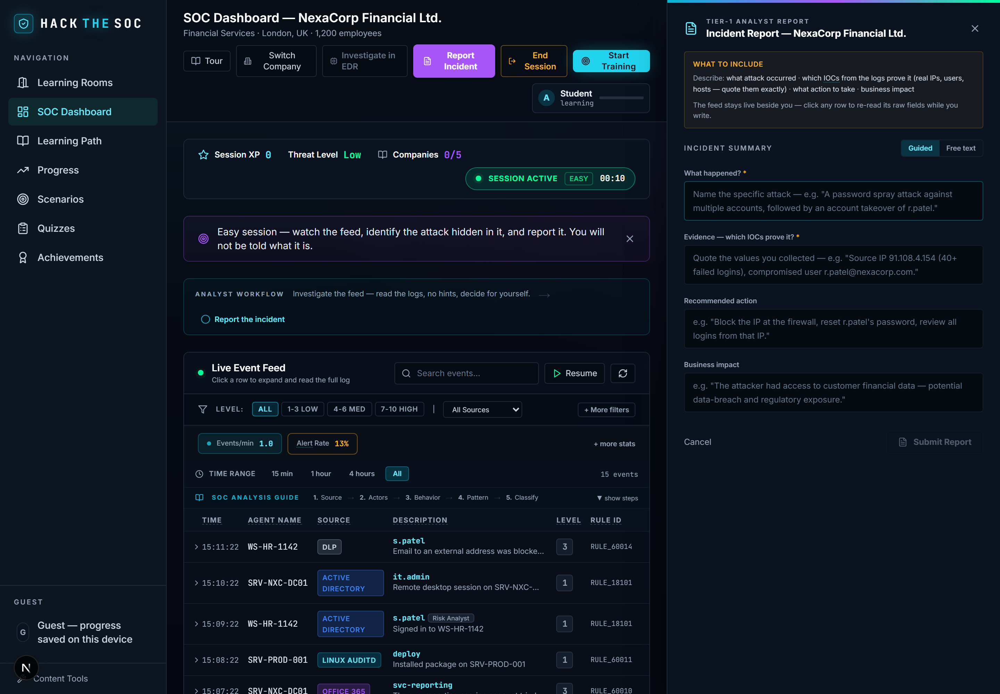 HACK THE SOC
NAVIGATION
Learning Rooms
SOC Dashboard
Learning Path
Progress
Scenarios
Quizzes
Achievements
GUEST
G
Guest — progress
saved on this device
N
Content Tools
SOC Dashboard — NexaCorp Financial Ltd.
Financial Services · London, UK · 1,200 employees
Tour
Switch
Company
Investigate in
EDR
Report
Incident
End
Session
Start
Training
A
Student
learning
Session XP 0
Threat Level Low
Companies 0/5
SESSION ACTIVE EASY 00:10
Easy session — watch the feed, identify the attack hidden in it, and report it. You will
not be told what it is.
ANALYST WORKFLOW Investigate the feed — read the logs, no hints, decide for yourself. →
Report the incident
Live Event Feed
Click a row to expand and read the full log
Search events...
Resume
LEVEL: ALL 1-3 LOW 4-6 MED 7-10 HIGH | All Sources + More filters
Events/min 1.0 Alert Rate 13% + more stats
TIME RANGE 15 min 1 hour 4 hours All 15 events
SOC ANALYSIS GUIDE 1. Source → 2. Actors → 3. Behavior → 4. Pattern → 5. Classify ▼ show steps
TIME AGENT NAME SOURCE DESCRIPTION LEVEL RULE ID
15:11:22 WS-HR-1142 DLP s.patel 3 RULE_60014
Email to an external address was blocke...
15:10:22 SRV-NXC-DC01 ACTIVE DIRECTORY it.admin 1 RULE_18101
Remote desktop session on SRV-NXC-...
15:09:22 WS-HR-1142 ACTIVE DIRECTORY s.patel Risk Analyst 1 RULE_18101
Signed in to WS-HR-1142
15:08:22 SRV-PROD-001 LINUX AUDITD deploy 1 RULE_60011
Installed package on SRV-PROD-001
15:07:22 SRV-NXC-DC01 OFFICE 365 svc-reporting 3 RULE_60010
TIER-1 ANALYST REPORT
Incident Report — NexaCorp Financial Ltd.
WHAT TO INCLUDE
Describe: what attack occurred · which IOCs from the logs prove it (real IPs, users,
hosts — quote them exactly) · what action to take · business impact
The feed stays live beside you — click any row to re-read its raw fields while you
write.
INCIDENT SUMMARY
Guided Free text
What happened? *
Name the specific attack — e.g. "A password spray attack against
multiple accounts, followed by an account takeover of r.patel."
Evidence — which IOCs prove it? *
Quote the values you collected — e.g. "Source IP 91.108.4.154 (40+
failed logins), compromised user r.patel@nexacorp.com."
Recommended action
e.g. "Block the IP at the firewall, reset r.patel's password, review all
logins from that IP."
Business impact
e.g. "The attacker had access to customer financial data — potential
data-breach and regulatory exposure."
Cancel
Submit Report